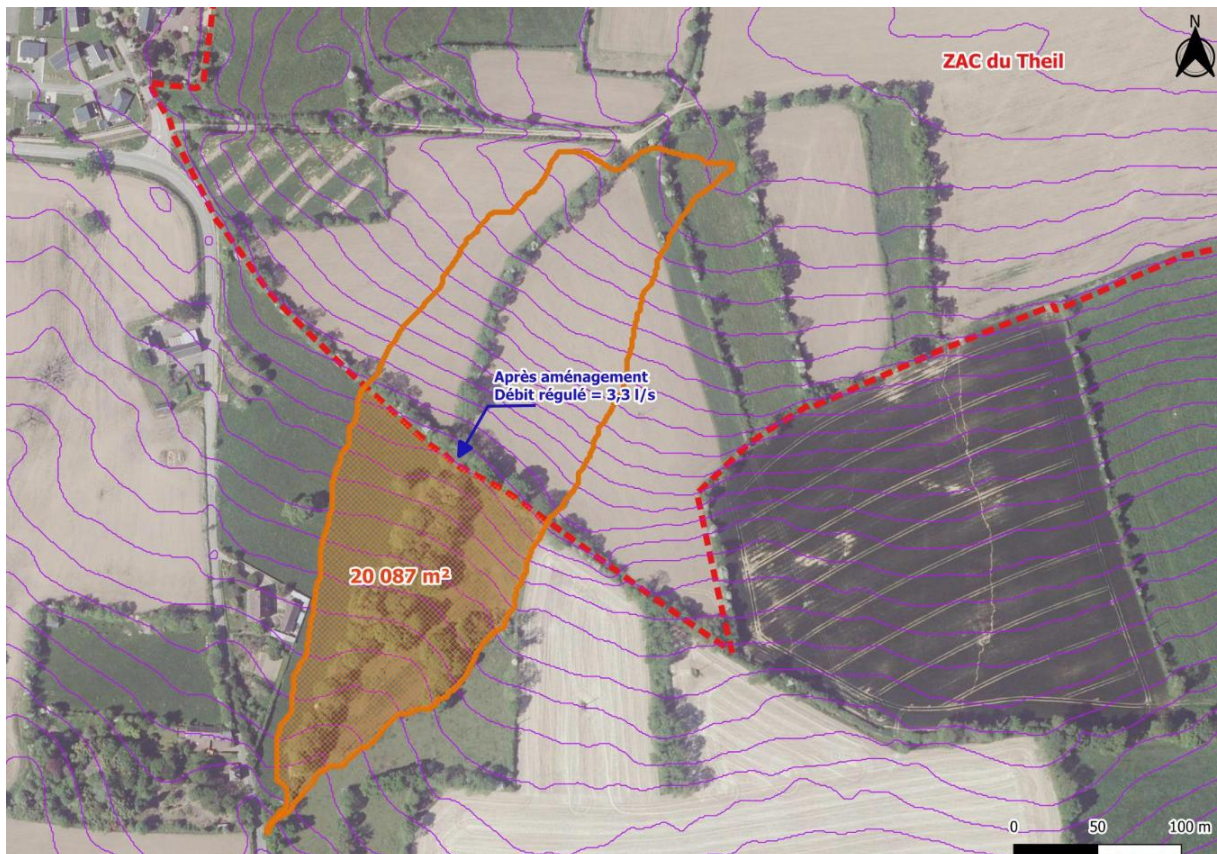 N
ZAC du Theil
Après aménagement
Débit régulé = 3,3 l/s
20 087 m²
0 50 100 m